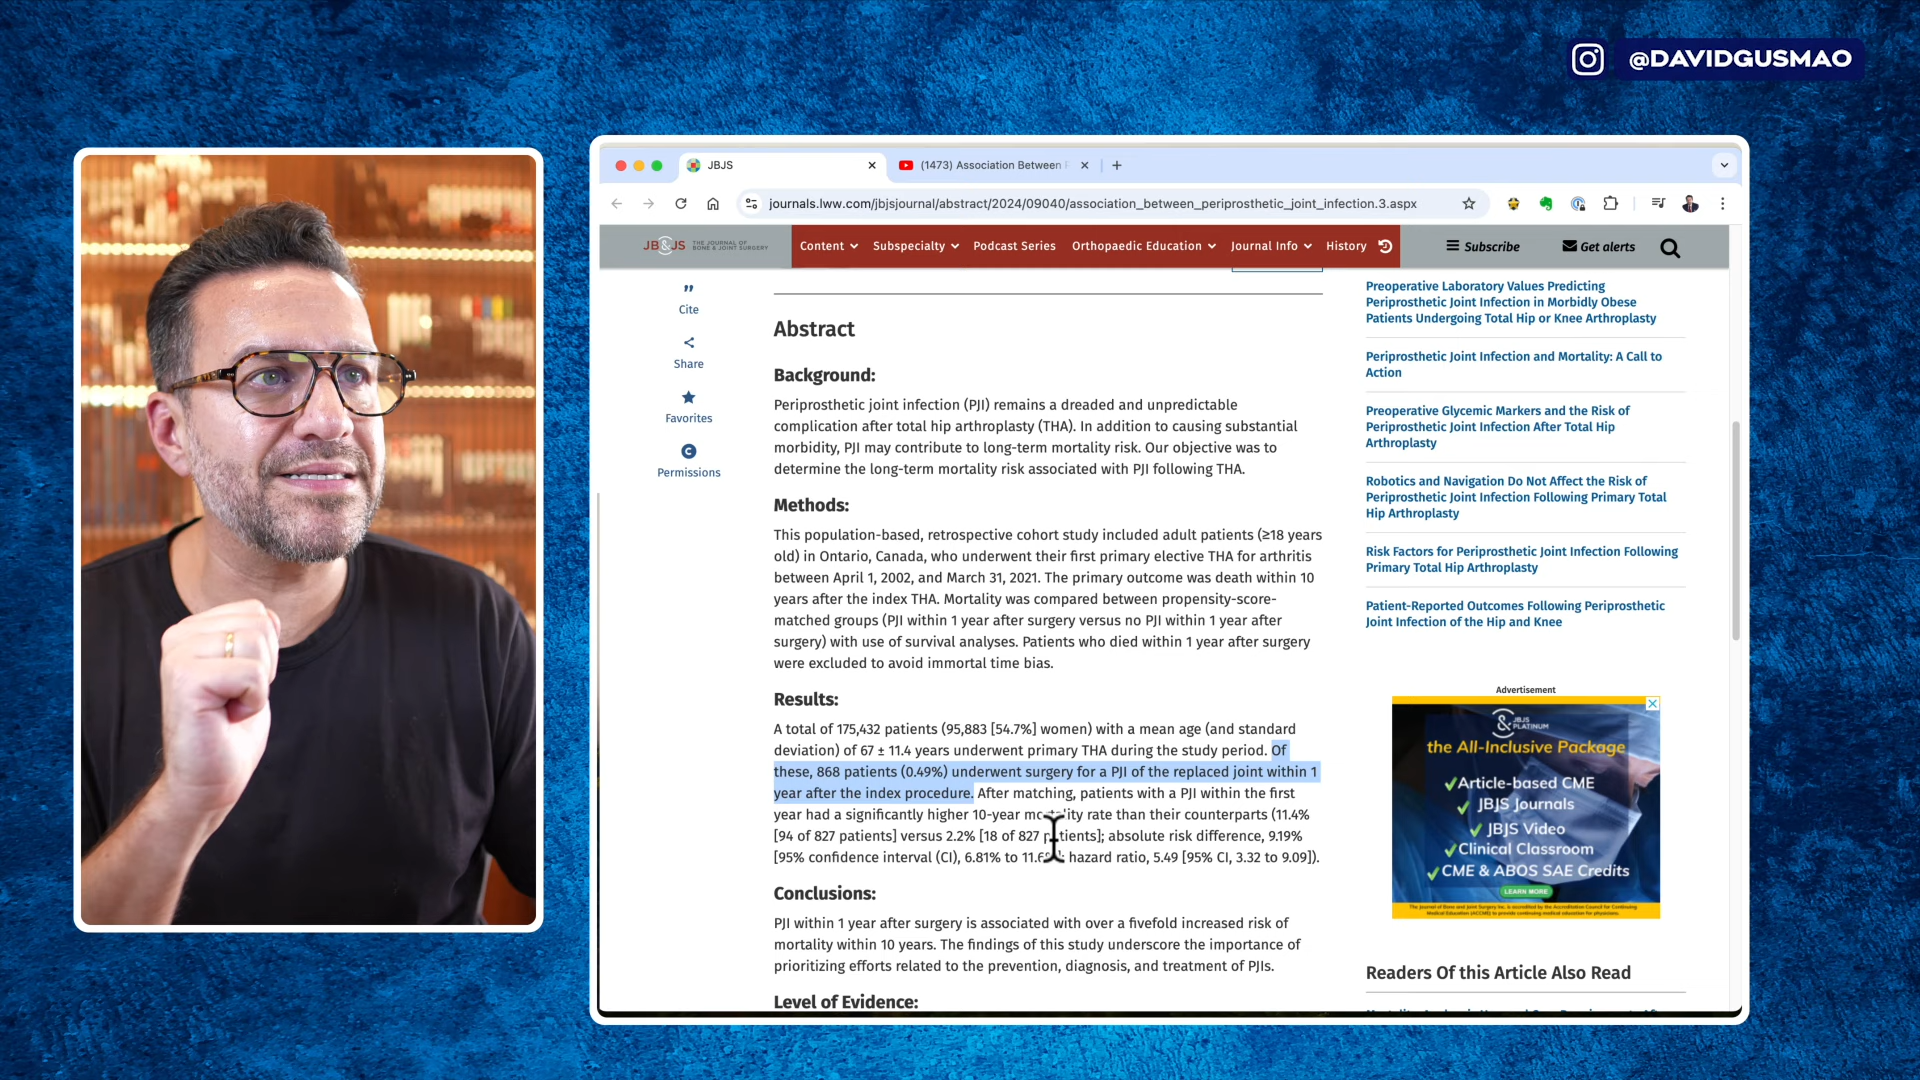 @DAVIDGUSMAO
JBJS
(1473) Association Between
journals.lww.com/jbjsjournal/abstract/2024/09040/association_between_periprosthetic_joint_infection.3.aspx
JB&JS THE JOURNAL OF BONE & JOINT SURGERY
Content
Subspecialty
Podcast Series
Orthopaedic Education
Journal Info
History
Subscribe
Get alerts
Cite
Share
Favorites
Permissions
Abstract
Background:
Periprosthetic joint infection (PJI) remains a dreaded and unpredictable
complication after total hip arthroplasty (THA). In addition to causing substantial
morbidity, PJI may contribute to long-term mortality risk. Our objective was to
determine the long-term mortality risk associated with PJI following THA.
Methods:
This population-based, retrospective cohort study included adult patients (≥18 years
old) in Ontario, Canada, who underwent their first primary elective THA for arthritis
between April 1, 2002, and March 31, 2021. The primary outcome was death within 10
years after the index THA. Mortality was compared between propensity-score-
matched groups (PJI within 1 year after surgery versus no PJI within 1 year after
surgery) with use of survival analyses. Patients who died within 1 year after surgery
were excluded to avoid immortal time bias.
Results:
A total of 175,432 patients (95,883 [54.7%] women) with a mean age (and standard
deviation) of 67 ± 11.4 years underwent primary THA during the study period. Of
these, 868 patients (0.49%) underwent surgery for a PJI of the replaced joint within 1
year after the index procedure. After matching, patients with a PJI within the first
year had a significantly higher 10-year mortality rate than their counterparts (11.4%
[94 of 827 patients] versus 2.2% [18 of 827 patients]; absolute risk difference, 9.19%
[95% confidence interval (CI), 6.81% to hazard ratio, 5.49 [95% CI, 3.32 to 9.09]).
Conclusions:
PJI within 1 year after surgery is associated with over a fivefold increased risk of
mortality within 10 years. The findings of this study underscore the importance of
prioritizing efforts related to the prevention, diagnosis, and treatment of PJIs.
Level of Evidence:
Preoperative Laboratory Values Predicting
Periprosthetic Joint Infection in Morbidly Obese
Patients Undergoing Total Hip or Knee Arthroplasty
Periprosthetic Joint Infection and Mortality: A Call to
Action
Preoperative Glycemic Markers and the Risk of
Periprosthetic Joint Infection After Total Hip
Arthroplasty
Robotics and Navigation Do Not Affect the Risk of
Periprosthetic Joint Infection Following Primary Total
Hip Arthroplasty
Risk Factors for Periprosthetic Joint Infection Following
Primary Total Hip Arthroplasty
Patient-Reported Outcomes Following Periprosthetic
Joint Infection of the Hip and Knee
Advertisement
& JBJS PLATINUM
the All-Inclusive Package
Article-based CME
JBJS Journals
JBJS Video
Clinical Classroom
CME & ABOS SAE Credits
LEARN MORE
Readers Of this Article Also Read